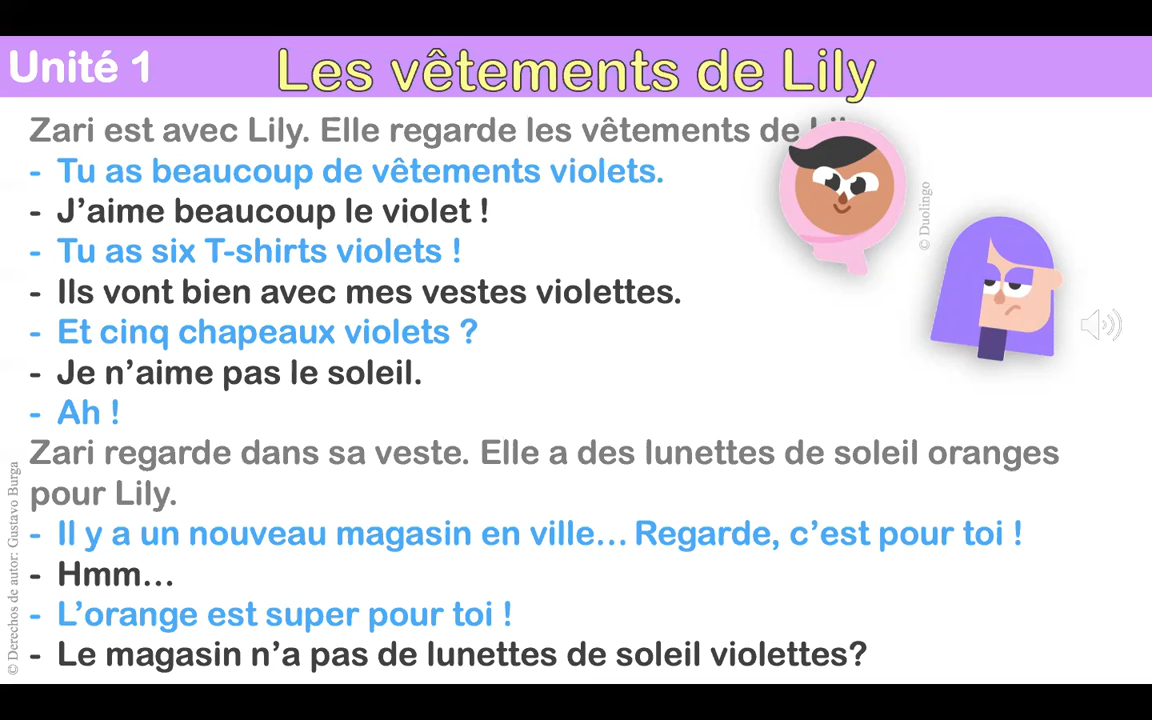 Unité 1
Les vêtements de Lily
Zari est avec Lily. Elle regarde les vêtements de
- Tu as beaucoup de vêtements violets.
- J’aime beaucoup le violet !
- Tu as six T-shirts violets !
- Ils vont bien avec mes vestes violettes.
- Et cinq chapeaux violets ?
- Je n’aime pas le soleil.
- Ah !
Zari regarde dans sa veste. Elle a des lunettes de soleil oranges
pour Lily.
- Il y a un nouveau magasin en ville... Regarde, c’est pour toi !
- Hmm...
- L’orange est super pour toi !
- Le magasin n’a pas de lunettes de soleil violettes?
© Duolingo
© Derechos de autor: Gustavo Burga